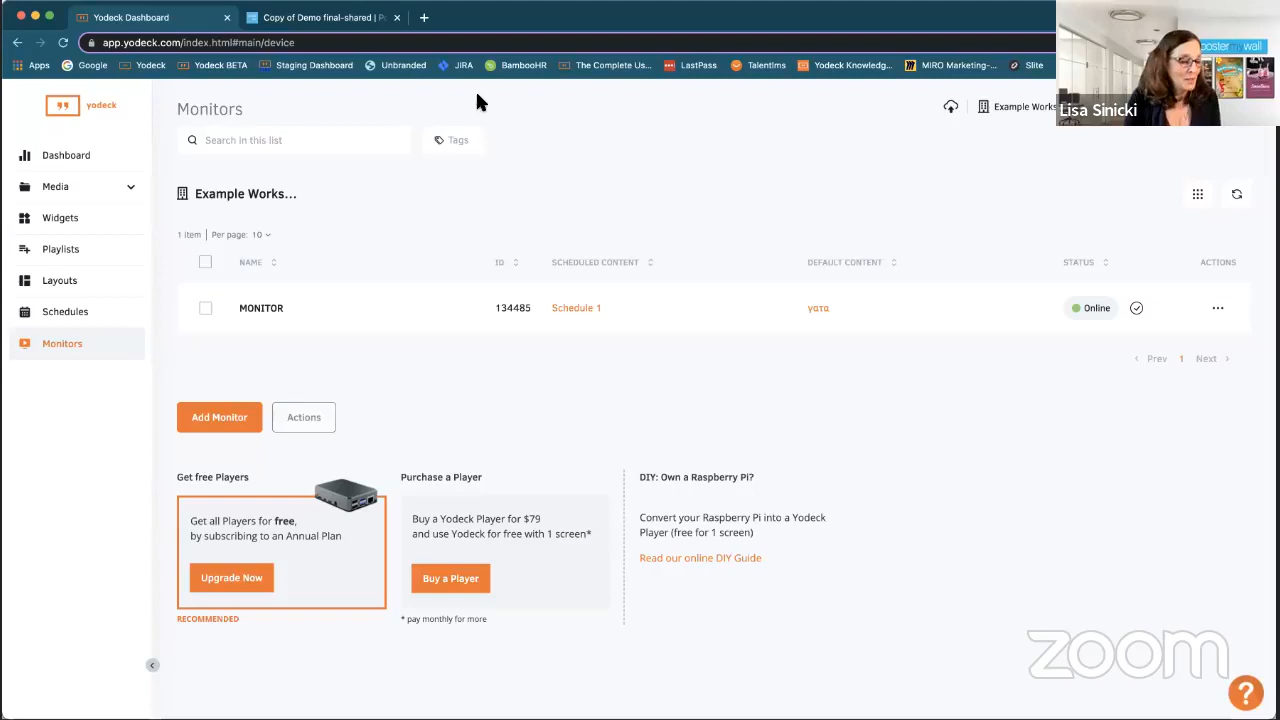 Yodeck Dashboard
Copy of Demo final-shared | Po
app.yodeck.com/index.html#main/device
Apps
Google
Yodeck
Yodeck BETA
Staging Dashboard
Unbranded
JIRA
BambooHR
The Complete Us...
LastPass
Talentlms
Yodeck Knowledg...
MIRO Marketing-...
Slite
postermywall
Lisa Sinicki
yodeck
Dashboard
Media
Widgets
Playlists
Layouts
Schedules
Monitors
Monitors
Example Works
Search in this list
Tags
Example Works...
1 item | Per page: 10
NAME ID SCHEDULED CONTENT DEFAULT CONTENT STATUS ACTIONS
MONITOR 134485 Schedule 1 γατα Online ...
Prev 1 Next
Add Monitor
Actions
Get free Players
Get all Players for free,
by subscribing to an Annual Plan
Upgrade Now
RECOMMENDED
Purchase a Player
Buy a Yodeck Player for $79
and use Yodeck for free with 1 screen*
Buy a Player
* pay monthly for more
DIY: Own a Raspberry Pi?
Convert your Raspberry Pi into a Yodeck
Player (free for 1 screen)
Read our online DIY Guide
zoom
?